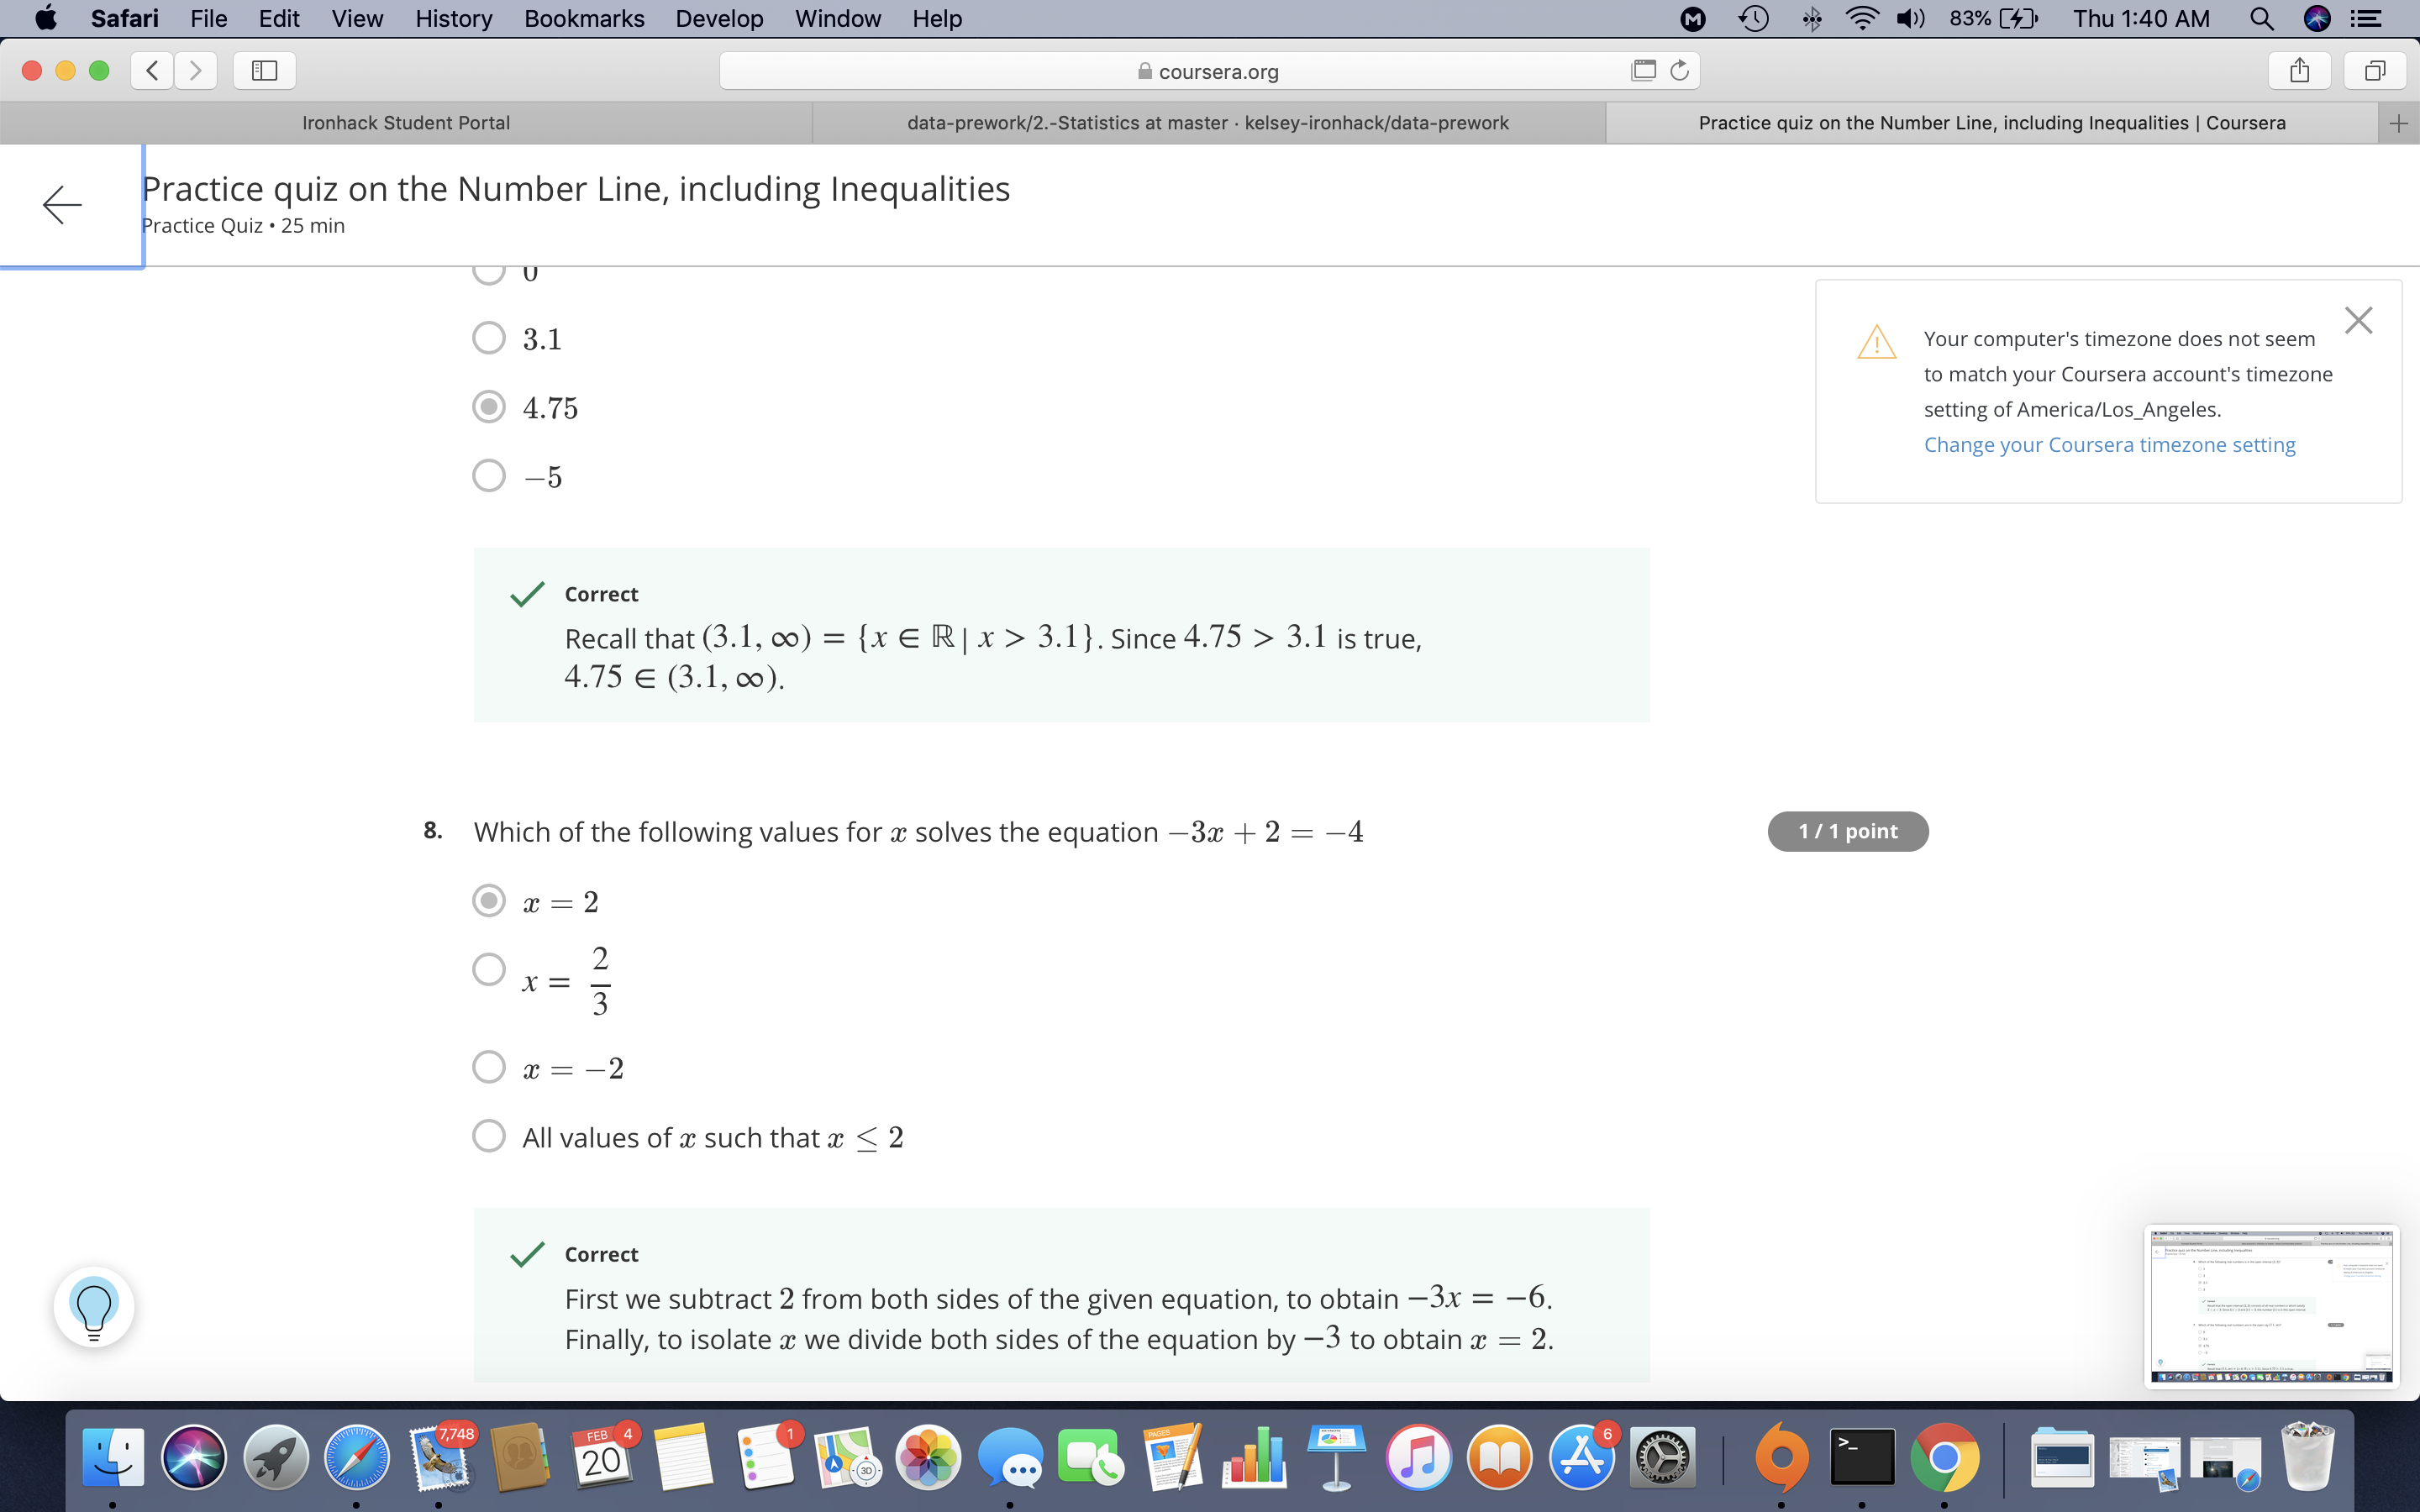 Safari File Edit View History Bookmarks Develop Window Help 83% Thu 1:40 AM
coursera.org
Ironhack Student Portal
data-prework/2.-Statistics at master · kelsey-ironhack/data-prework
Practice quiz on the Number Line, including Inequalities | Coursera
Practice quiz on the Number Line, including Inequalities
Practice Quiz • 25 min
0
3.1
4.75
−5
Your computer's timezone does not seem
to match your Coursera account's timezone
setting of America/Los_Angeles.
Change your Coursera timezone setting
Correct
Recall that (3.1, ∞) = {x ∈ ℝ | x > 3.1}. Since 4.75 > 3.1 is true,
4.75 ∈ (3.1, ∞).
8. Which of the following values for x solves the equation −3x + 2 = −4
1 / 1 point
x = 2
x = 2/3
x = −2
All values of x such that x ≤ 2
Correct
First we subtract 2 from both sides of the given equation, to obtain −3x = −6.
Finally, to isolate x we divide both sides of the equation by −3 to obtain x = 2.
7,748
FEB
20
4
1
3D
PAGES
6
>_